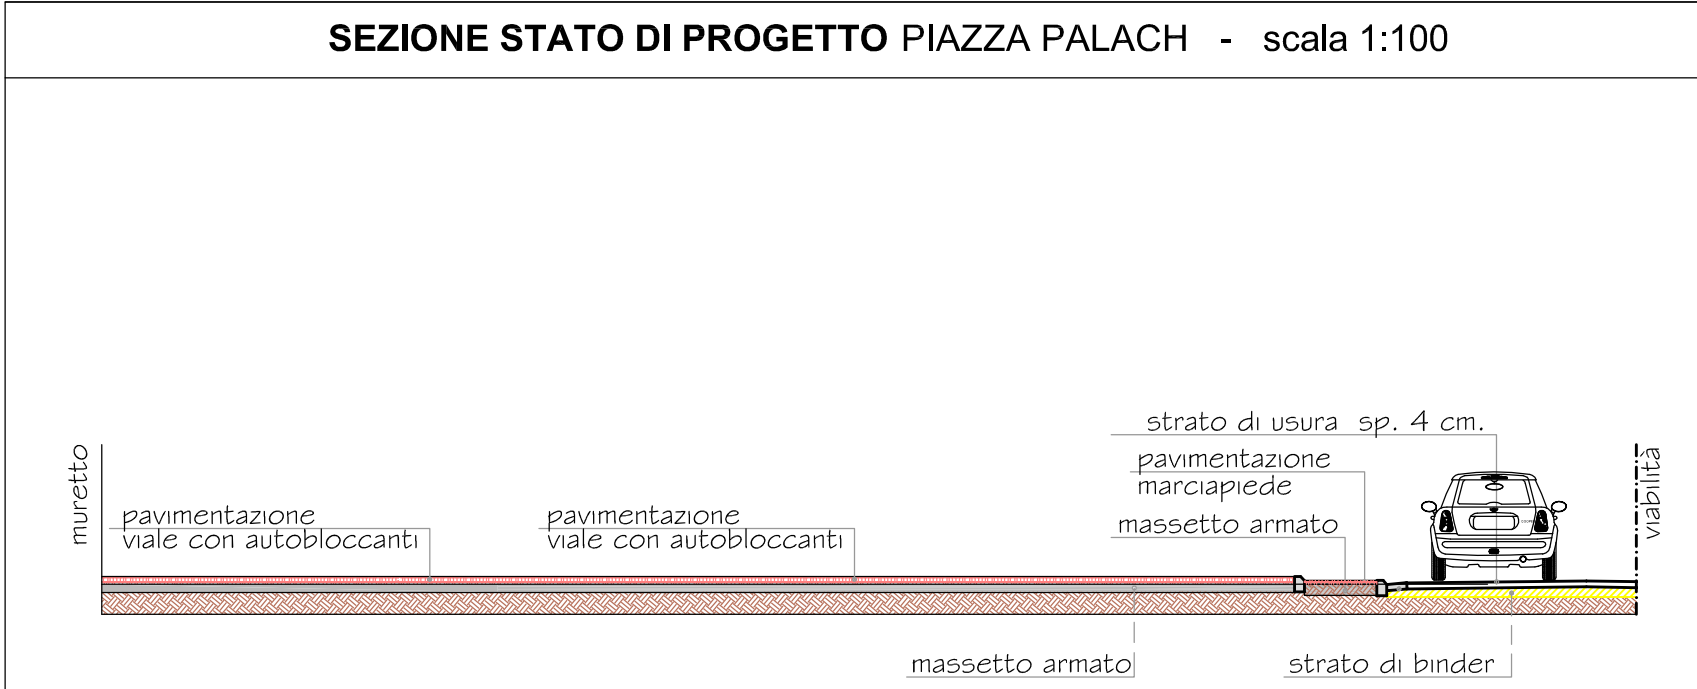 SEZIONE STATO DI PROGETTO PIAZZA PALACH - scala 1:100
strato di usura sp. 4 cm.
pavimentazione
marciapiede
massetto armato
muretto
pavimentazione
viale con autobloccanti
pavimentazione
viale con autobloccanti
viabilità
massetto armato
strato di binder